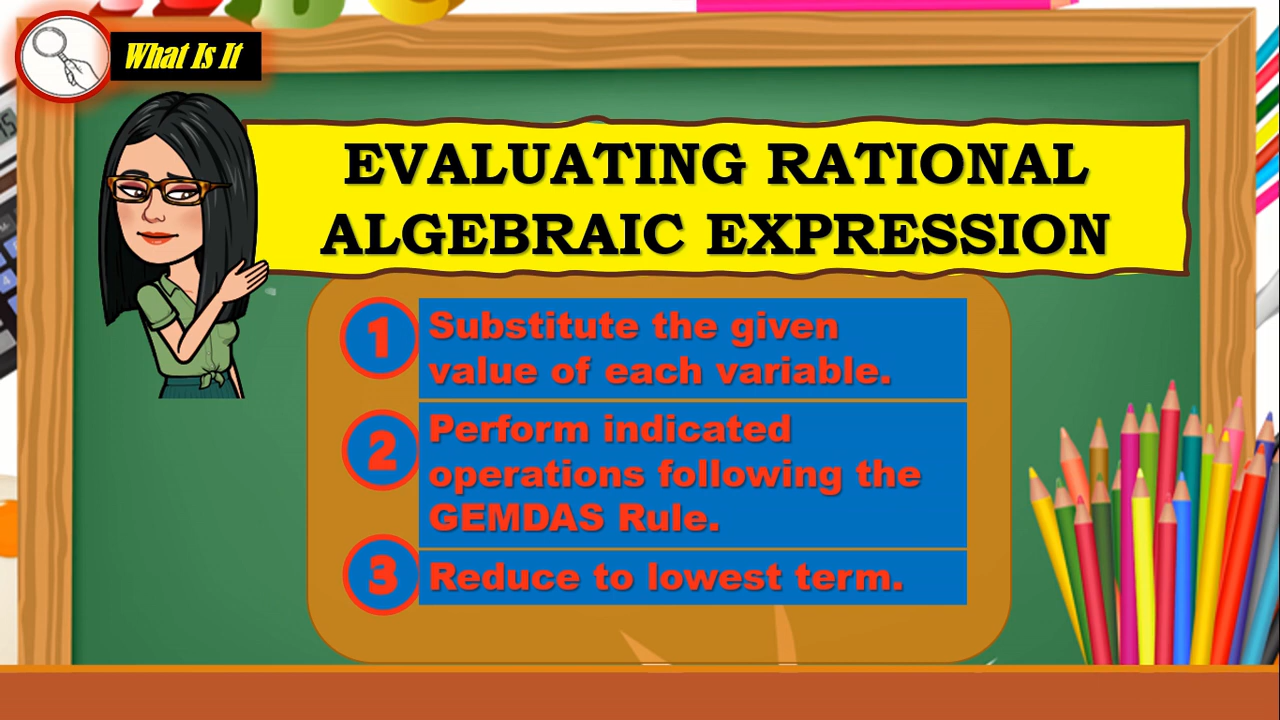 What Is It
EVALUATING RATIONAL
ALGEBRAIC EXPRESSION
1 Substitute the given
value of each variable.
2 Perform indicated
operations following the
GEMDAS Rule.
3 Reduce to lowest term.